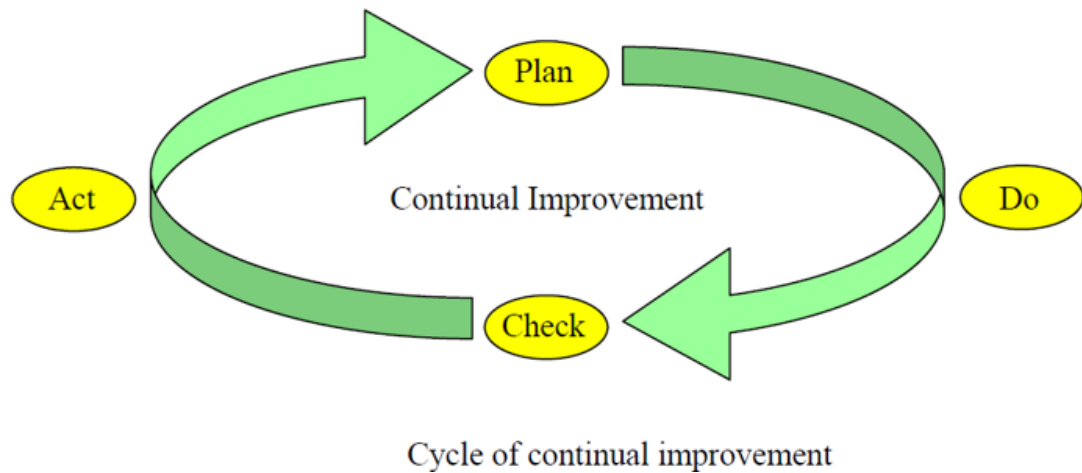 Plan
Act
Continual Improvement
Do
Check
Cycle of continual improvement